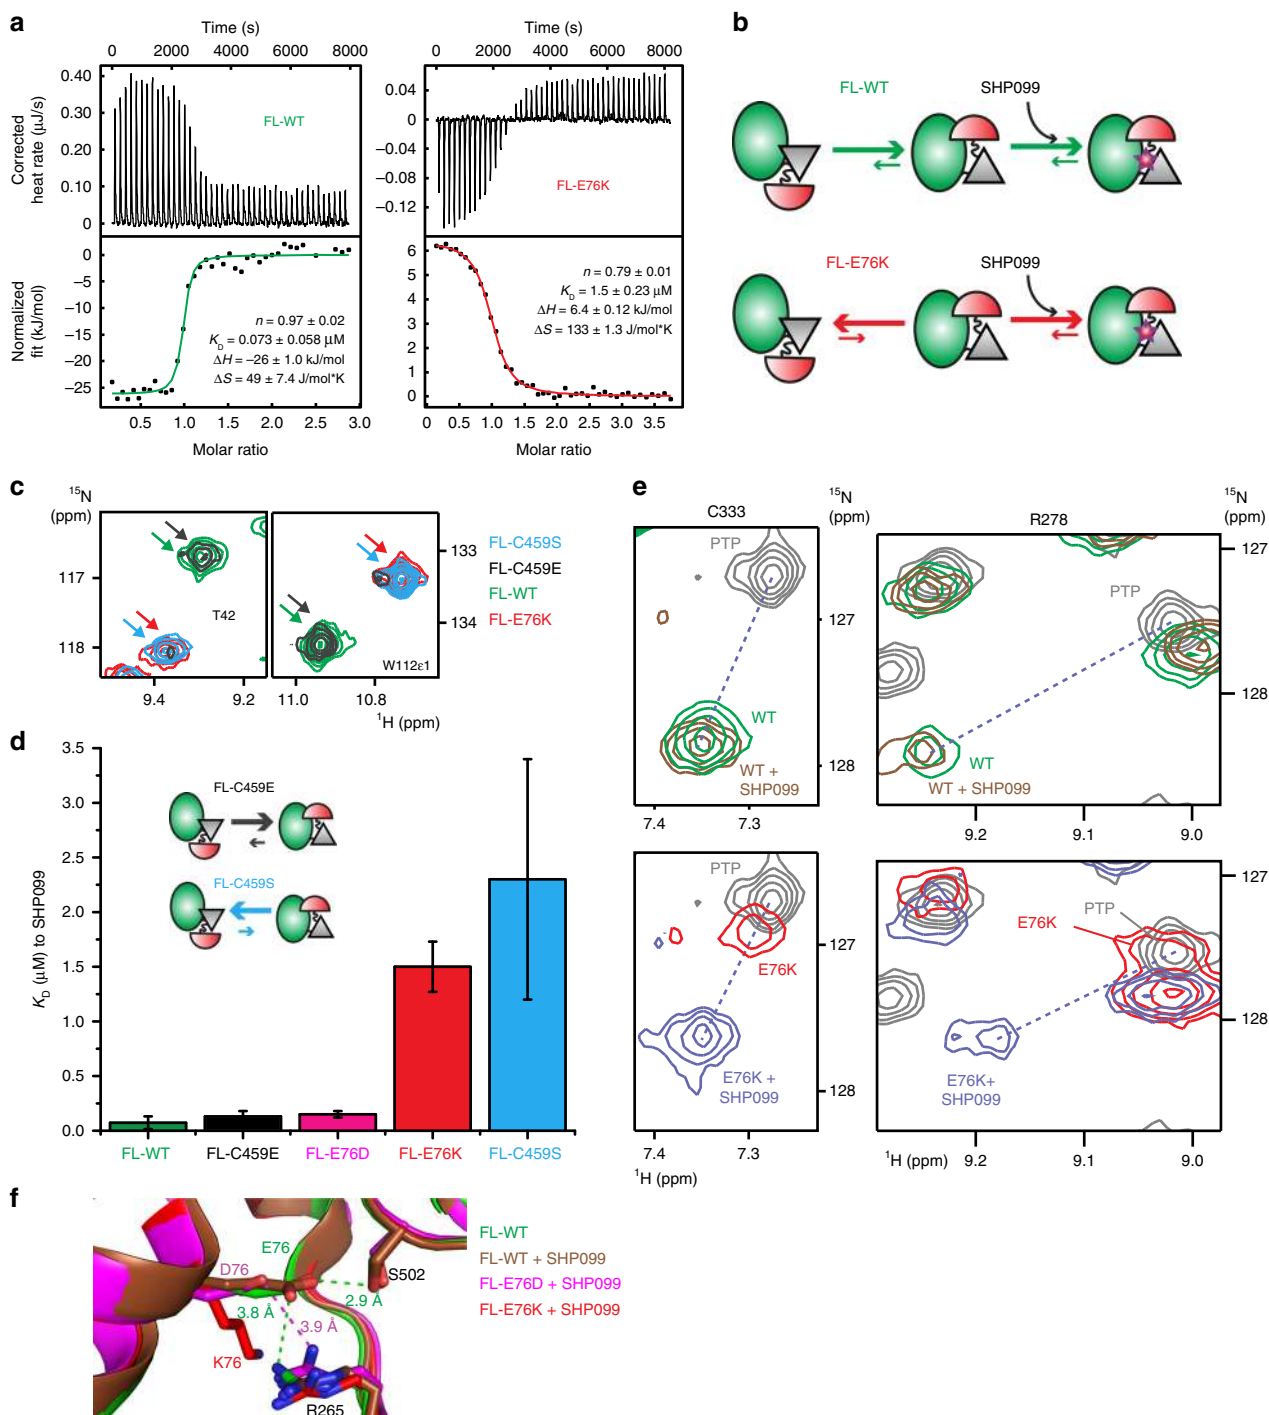 a
Time (s)
0 2000 4000 6000 8000
Time (s)
0 2000 4000 6000 8000
Corrected
heat rate (μJ/s)
0.40
0.30
0.20
0.10
0
FL-WT
0.04
0
−0.04
−0.08
−0.12
FL-E76K
Normalized
fit (kJ/mol)
0
−5
−10
−15
−20
−25
n = 0.97 ± 0.02
KD = 0.073 ± 0.058 μM
ΔH = −26 ± 1.0 kJ/mol
ΔS = 49 ± 7.4 J/mol*K
0.5 1.0 1.5 2.0 2.5 3.0
Molar ratio
6
5
4
3
2
1
0
n = 0.79 ± 0.01
KD = 1.5 ± 0.23 μM
ΔH = 6.4 ± 0.12 kJ/mol
ΔS = 133 ± 1.3 J/mol*K
0 0.5 1.0 1.5 2.0 2.5 3.0 3.5
Molar ratio
b
FL-WT
SHP099
FL-E76K
SHP099
c
15N
(ppm)
117
118
T42
9.4 9.2
W112ε1
11.0 10.8
1H (ppm)
133
134
FL-C459S
FL-C459E
FL-WT
FL-E76K
d
KD (μM) to SHP099
3.5
3.0
2.5
2.0
1.5
1.0
0.5
0.0
FL-C459E
FL-C459S
FL-WT FL-C459E FL-E76D FL-E76K FL-C459S
e
C333
15N
(ppm)
PTP
127
WT
WT +
SHP099
128
7.4 7.3
R278
15N
(ppm)
127
PTP
128
WT
WT + SHP099
9.2 9.1 9.0
PTP
127
E76K
E76K +
SHP099
128
7.4 7.3
1H (ppm)
127
PTP
E76K
128
E76K+
SHP099
1H (ppm) 9.2 9.1 9.0
f
E76
D76
S502
3.8 Å
2.9 Å
3.9 Å
K76
R265
FL-WT
FL-WT + SHP099
FL-E76D + SHP099
FL-E76K + SHP099